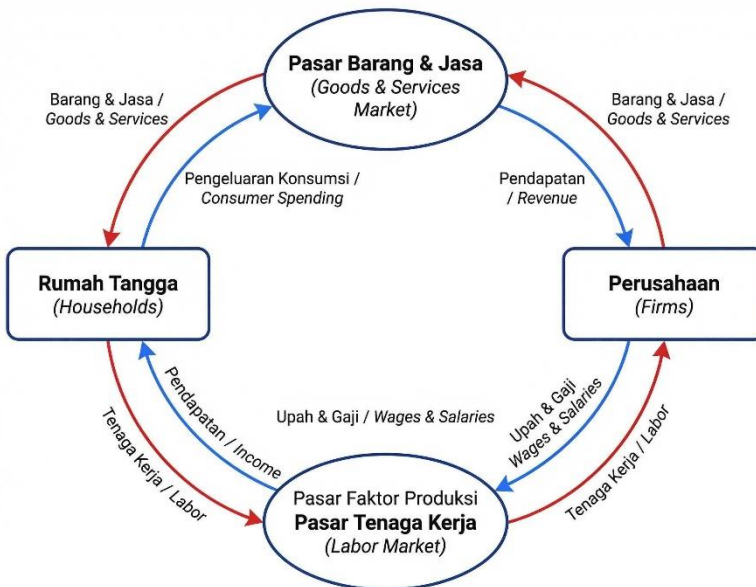 Pasar Barang & Jasa
(Goods & Services
Market)
Barang & Jasa /
Goods & Services
Barang & Jasa /
Goods & Services
Pengeluaran Konsumsi /
Consumer Spending
Pendapatan
/ Revenue
Rumah Tangga
(Households)
Perusahaan
(Firms)
Pendapatan / Income
Upah & Gaji / Wages & Salaries
Upah & Gaji
Wages & Salaries
Tenaga Kerja / Labor
Tenaga Kerja / Labor
Pasar Faktor Produksi
Pasar Tenaga Kerja
(Labor Market)